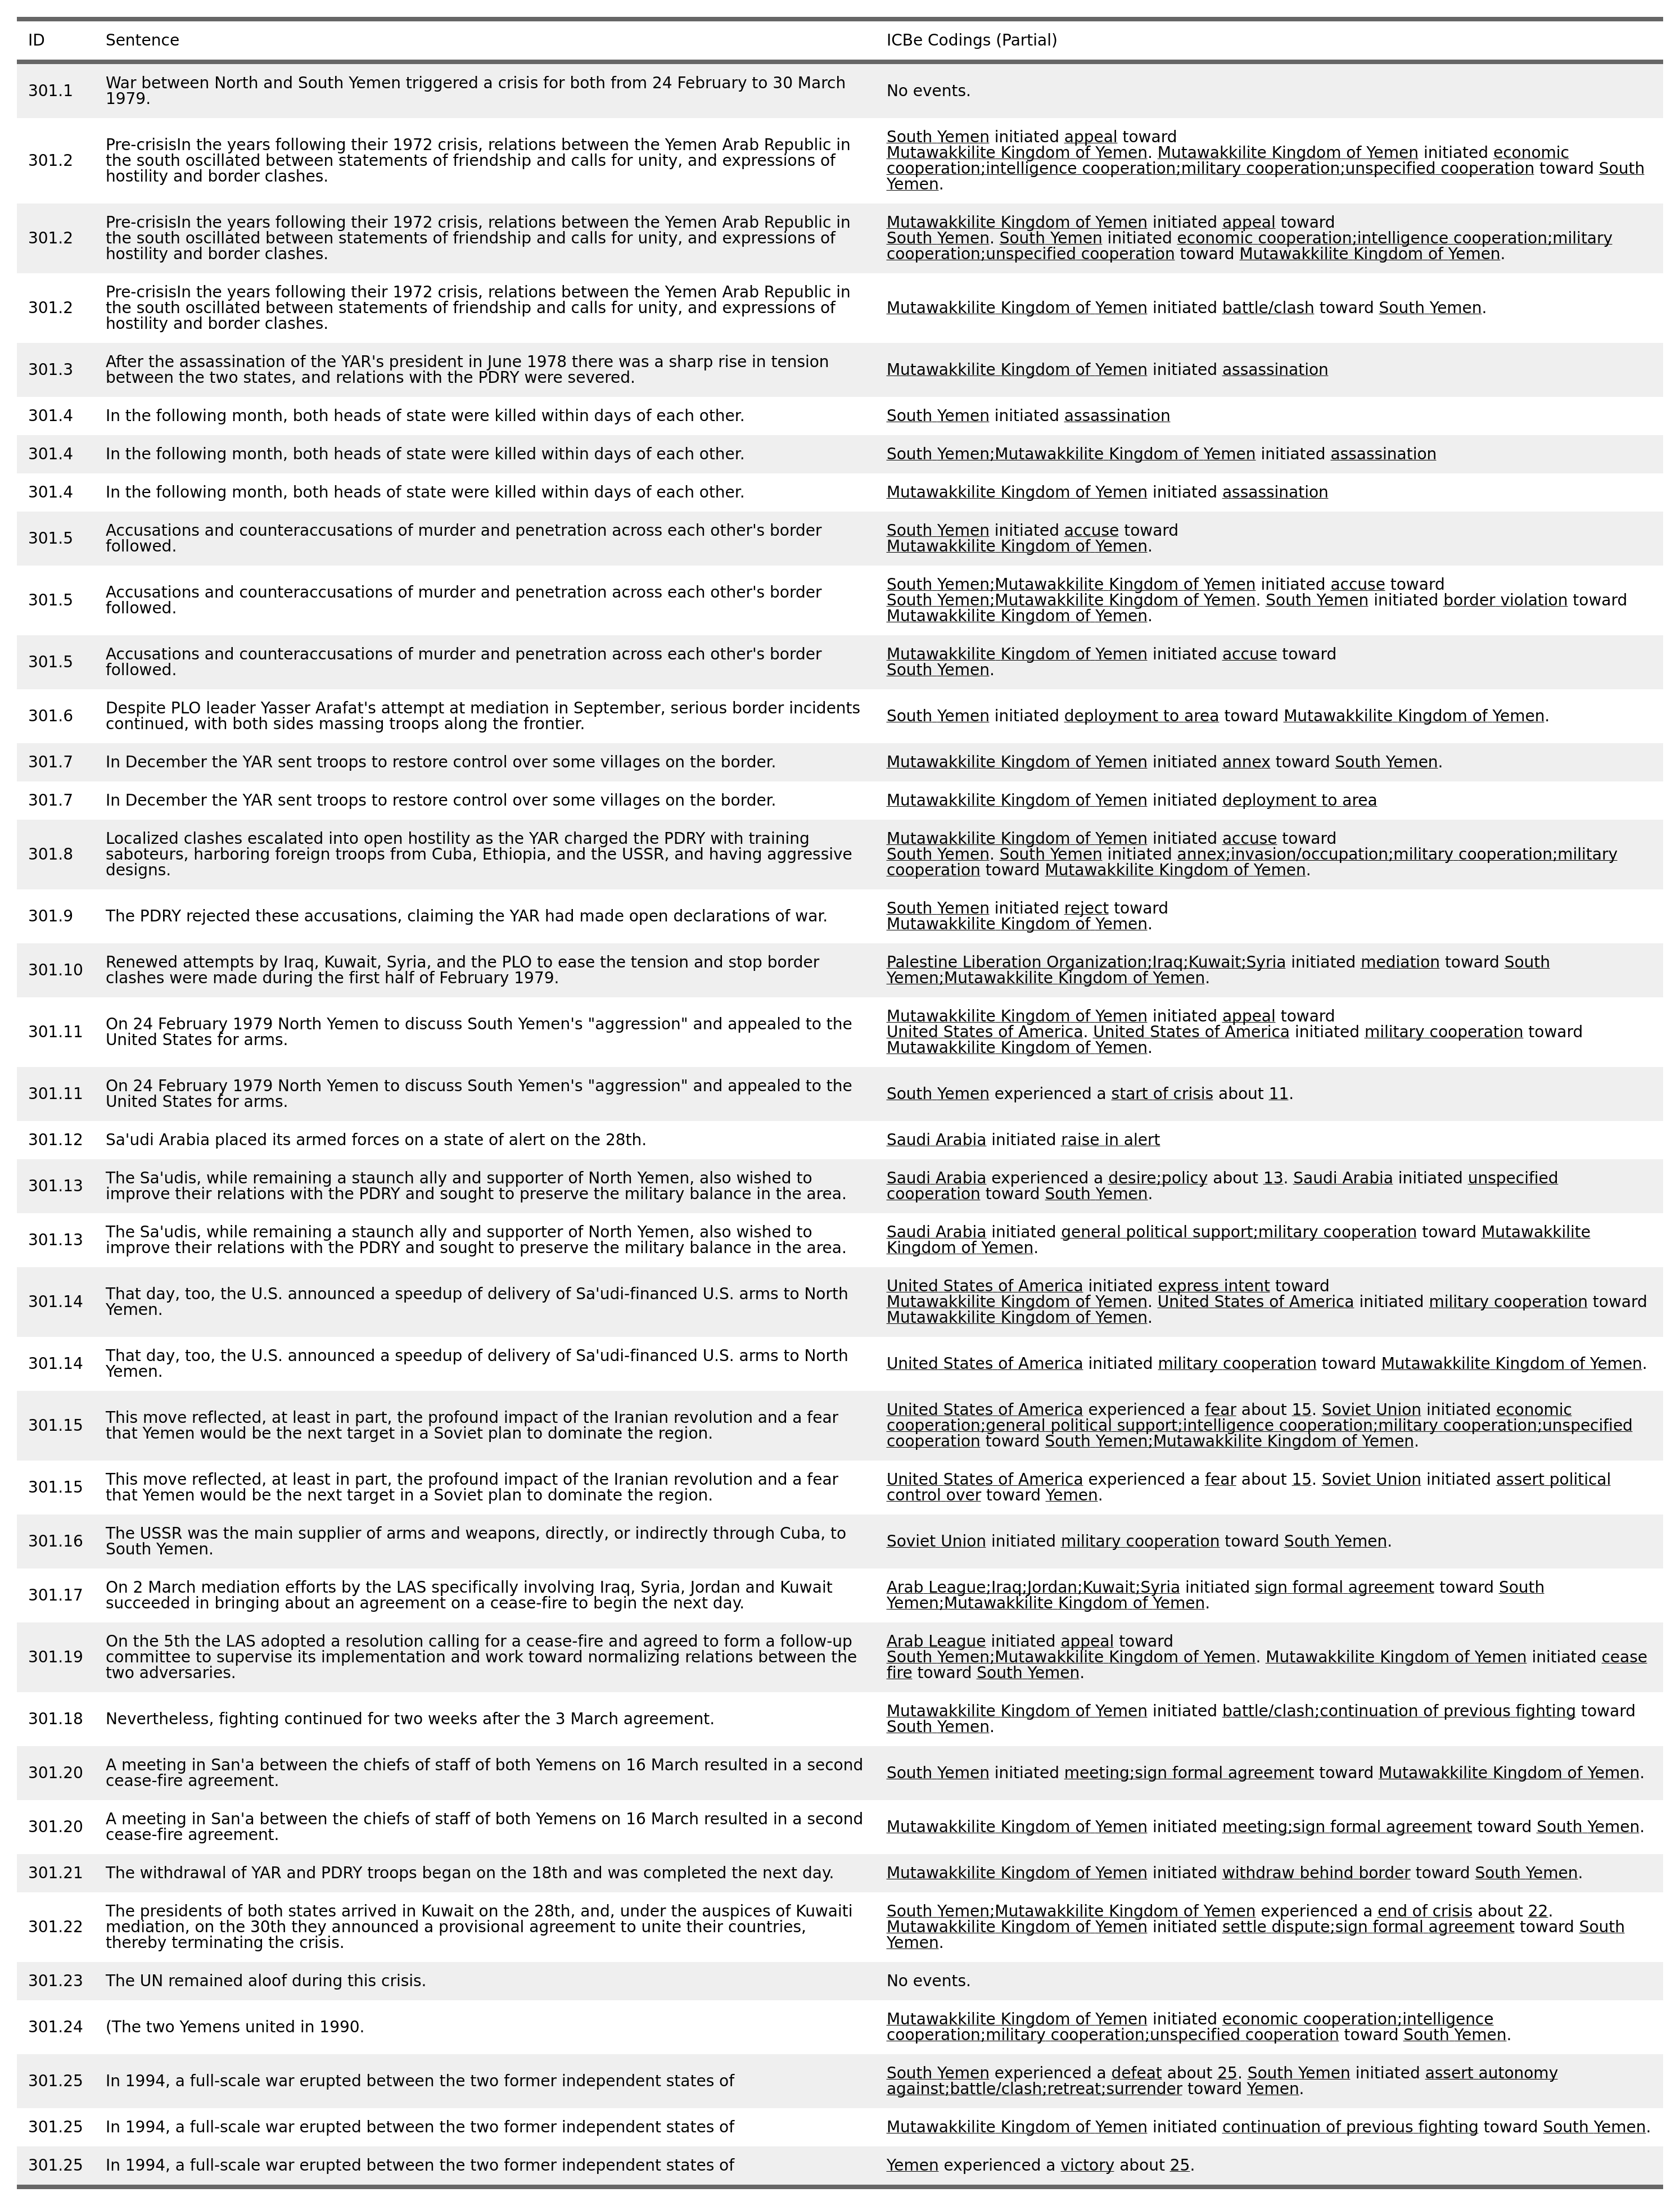 ID Sentence ICBe Codings (Partial)
301.1 War between North and South Yemen triggered a crisis for both from 24 February to 30 March
1979. No events.
301.2 Pre-crisisIn the years following their 1972 crisis, relations between the Yemen Arab Republic in
the south oscillated between statements of friendship and calls for unity, and expressions of
hostility and border clashes.
South Yemen initiated appeal toward
Mutawakkilite Kingdom of Yemen. Mutawakkilite Kingdom of Yemen initiated economic
cooperation;intelligence cooperation;military cooperation;unspecified cooperation toward South
Yemen.
301.2 Pre-crisisIn the years following their 1972 crisis, relations between the Yemen Arab Republic in
the south oscillated between statements of friendship and calls for unity, and expressions of
hostility and border clashes.
Mutawakkilite Kingdom of Yemen initiated appeal toward
South Yemen. South Yemen initiated economic cooperation;intelligence cooperation;military
cooperation;unspecified cooperation toward Mutawakkilite Kingdom of Yemen.
301.2 Pre-crisisIn the years following their 1972 crisis, relations between the Yemen Arab Republic in
the south oscillated between statements of friendship and calls for unity, and expressions of
hostility and border clashes.
Mutawakkilite Kingdom of Yemen initiated battle/clash toward South Yemen.
301.3 After the assassination of the YAR's president in June 1978 there was a sharp rise in tension
between the two states, and relations with the PDRY were severed.
Mutawakkilite Kingdom of Yemen initiated assassination
301.4 In the following month, both heads of state were killed within days of each other. South Yemen initiated assassination
301.4 In the following month, both heads of state were killed within days of each other. South Yemen;Mutawakkilite Kingdom of Yemen initiated assassination
301.4 In the following month, both heads of state were killed within days of each other. Mutawakkilite Kingdom of Yemen initiated assassination
301.5 Accusations and counteraccusations of murder and penetration across each other's border
followed.
South Yemen initiated accuse toward
Mutawakkilite Kingdom of Yemen.
301.5 Accusations and counteraccusations of murder and penetration across each other's border
followed.
South Yemen;Mutawakkilite Kingdom of Yemen initiated accuse toward
South Yemen;Mutawakkilite Kingdom of Yemen. South Yemen initiated border violation toward
Mutawakkilite Kingdom of Yemen.
301.5 Accusations and counteraccusations of murder and penetration across each other's border
followed.
Mutawakkilite Kingdom of Yemen initiated accuse toward
South Yemen.
301.6 Despite PLO leader Yasser Arafat's attempt at mediation in September, serious border incidents
continued, with both sides massing troops along the frontier.
South Yemen initiated deployment to area toward Mutawakkilite Kingdom of Yemen.
301.7 In December the YAR sent troops to restore control over some villages on the border. Mutawakkilite Kingdom of Yemen initiated annex toward South Yemen.
301.7 In December the YAR sent troops to restore control over some villages on the border. Mutawakkilite Kingdom of Yemen initiated deployment to area
301.8 Localized clashes escalated into open hostility as the YAR charged the PDRY with training
saboteurs, harboring foreign troops from Cuba, Ethiopia, and the USSR, and having aggressive
designs.
Mutawakkilite Kingdom of Yemen initiated accuse toward
South Yemen. South Yemen initiated annex;invasion/occupation;military cooperation;military
cooperation toward Mutawakkilite Kingdom of Yemen.
301.9 The PDRY rejected these accusations, claiming the YAR had made open declarations of war.
South Yemen initiated reject toward
Mutawakkilite Kingdom of Yemen.
301.10 Renewed attempts by Iraq, Kuwait, Syria, and the PLO to ease the tension and stop border
clashes were made during the first half of February 1979.
Palestine Liberation Organization;Iraq;Kuwait;Syria initiated mediation toward South
Yemen;Mutawakkilite Kingdom of Yemen.
301.11 On 24 February 1979 North Yemen to discuss South Yemen's "aggression" and appealed to the
United States for arms.
Mutawakkilite Kingdom of Yemen initiated appeal toward
United States of America. United States of America initiated military cooperation toward
Mutawakkilite Kingdom of Yemen.
301.11 On 24 February 1979 North Yemen to discuss South Yemen's "aggression" and appealed to the
United States for arms.
South Yemen experienced a start of crisis about 11.
301.12 Sa'udi Arabia placed its armed forces on a state of alert on the 28th. Saudi Arabia initiated raise in alert
301.13 The Sa'udis, while remaining a staunch ally and supporter of North Yemen, also wished to
improve their relations with the PDRY and sought to preserve the military balance in the area.
Saudi Arabia experienced a desire;policy about 13. Saudi Arabia initiated unspecified
cooperation toward South Yemen.
301.13 The Sa'udis, while remaining a staunch ally and supporter of North Yemen, also wished to
improve their relations with the PDRY and sought to preserve the military balance in the area.
Saudi Arabia initiated general political support;military cooperation toward Mutawakkilite
Kingdom of Yemen.
301.14 That day, too, the U.S. announced a speedup of delivery of Sa'udi-financed U.S. arms to North
Yemen.
United States of America initiated express intent toward
Mutawakkilite Kingdom of Yemen. United States of America initiated military cooperation toward
Mutawakkilite Kingdom of Yemen.
301.14 That day, too, the U.S. announced a speedup of delivery of Sa'udi-financed U.S. arms to North
Yemen.
United States of America initiated military cooperation toward Mutawakkilite Kingdom of Yemen.
301.15 This move reflected, at least in part, the profound impact of the Iranian revolution and a fear
that Yemen would be the next target in a Soviet plan to dominate the region.
United States of America experienced a fear about 15. Soviet Union initiated economic
cooperation;general political support;intelligence cooperation;military cooperation;unspecified
cooperation toward South Yemen;Mutawakkilite Kingdom of Yemen.
301.15 This move reflected, at least in part, the profound impact of the Iranian revolution and a fear
that Yemen would be the next target in a Soviet plan to dominate the region.
United States of America experienced a fear about 15. Soviet Union initiated assert political
control over toward Yemen.
301.16 The USSR was the main supplier of arms and weapons, directly, or indirectly through Cuba, to
South Yemen.
Soviet Union initiated military cooperation toward South Yemen.
301.17 On 2 March mediation efforts by the LAS specifically involving Iraq, Syria, Jordan and Kuwait
succeeded in bringing about an agreement on a cease-fire to begin the next day.
Arab League;Iraq;Jordan;Kuwait;Syria initiated sign formal agreement toward South
Yemen;Mutawakkilite Kingdom of Yemen.
301.19 On the 5th the LAS adopted a resolution calling for a cease-fire and agreed to form a follow-up
committee to supervise its implementation and work toward normalizing relations between the
two adversaries.
Arab League initiated appeal toward
South Yemen;Mutawakkilite Kingdom of Yemen. Mutawakkilite Kingdom of Yemen initiated cease
fire toward South Yemen.
301.18 Nevertheless, fighting continued for two weeks after the 3 March agreement.
Mutawakkilite Kingdom of Yemen initiated battle/clash;continuation of previous fighting toward
South Yemen.
301.20 A meeting in San'a between the chiefs of staff of both Yemens on 16 March resulted in a second
cease-fire agreement.
South Yemen initiated meeting;sign formal agreement toward Mutawakkilite Kingdom of Yemen.
301.20 A meeting in San'a between the chiefs of staff of both Yemens on 16 March resulted in a second
cease-fire agreement.
Mutawakkilite Kingdom of Yemen initiated meeting;sign formal agreement toward South Yemen.
301.21 The withdrawal of YAR and PDRY troops began on the 18th and was completed the next day. Mutawakkilite Kingdom of Yemen initiated withdraw behind border toward South Yemen.
301.22 The presidents of both states arrived in Kuwait on the 28th, and, under the auspices of Kuwaiti
mediation, on the 30th they announced a provisional agreement to unite their countries,
thereby terminating the crisis.
South Yemen;Mutawakkilite Kingdom of Yemen experienced a end of crisis about 22.
Mutawakkilite Kingdom of Yemen initiated settle dispute;sign formal agreement toward South
Yemen.
301.23 The UN remained aloof during this crisis. No events.
301.24 (The two Yemens united in 1990.
Mutawakkilite Kingdom of Yemen initiated economic cooperation;intelligence
cooperation;military cooperation;unspecified cooperation toward South Yemen.
301.25 In 1994, a full-scale war erupted between the two former independent states of
South Yemen experienced a defeat about 25. South Yemen initiated assert autonomy
against;battle/clash;retreat;surrender toward Yemen.
301.25 In 1994, a full-scale war erupted between the two former independent states of Mutawakkilite Kingdom of Yemen initiated continuation of previous fighting toward South Yemen.
301.25 In 1994, a full-scale war erupted between the two former independent states of Yemen experienced a victory about 25.